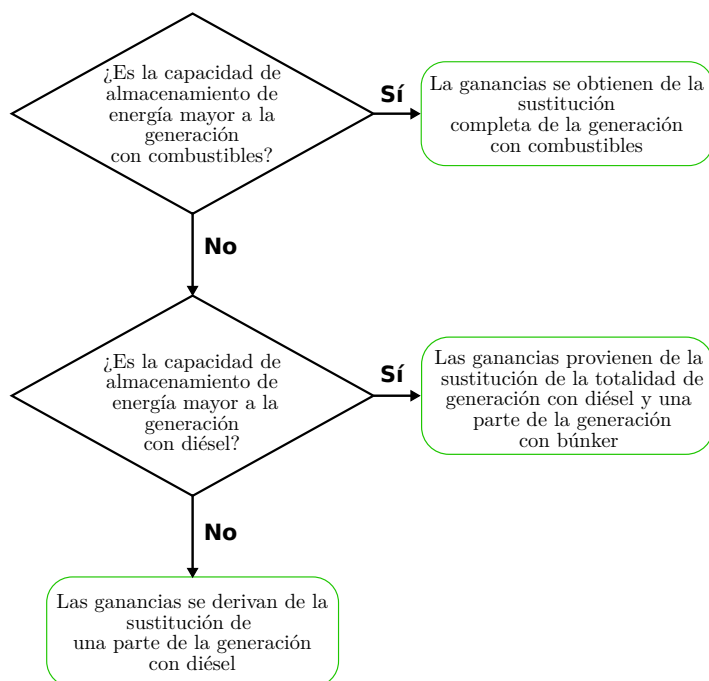 ¿Es la capacidad de
almacenamiento de
energía mayor a la
generación
con combustibles?
Sí
La ganancias se obtienen de la
sustitución
completa de la generación
con combustibles
No
¿Es la capacidad de
almacenamiento de
energía mayor a la
generación
con diésel?
Sí
Las ganancias provienen de la
sustitución de la totalidad de
generación con diésel y una
parte de la generación
con búnker
No
Las ganancias se derivan de la
sustitución de
una parte de la generación
con diésel